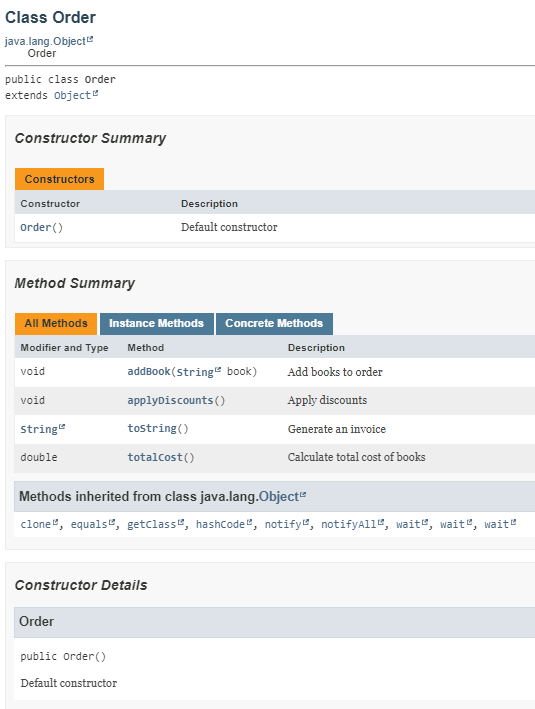 Class Order
java.lang.Object
Order
public class Order
extends Object
Constructor Summary
Constructors
Constructor Description
Order() Default constructor
Method Summary
All Methods Instance Methods Concrete Methods
Modifier and Type Method Description
void addBook(String book) Add books to order
void applyDiscounts() Apply discounts
String toString() Generate an invoice
double totalCost() Calculate total cost of books
Methods inherited from class java.lang.Object
clone, equals, getClass, hashCode, notify, notifyAll, wait, wait, wait
Constructor Details
Order
public Order()
Default constructor